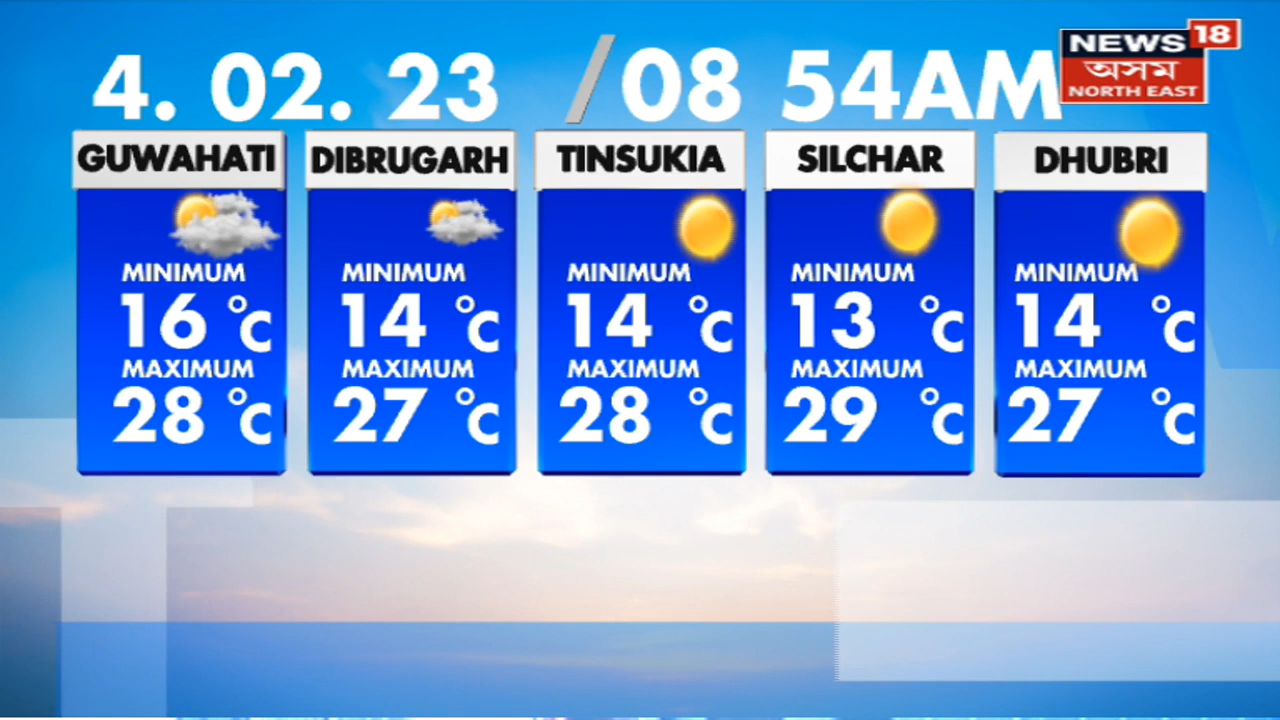 4. 02. 23 /08 54AM
NEWS 18
অসম
NORTH EAST
GUWAHATI
MINIMUM
16 °C
MAXIMUM
28 °C
DIBRUGARH
MINIMUM
14 °C
MAXIMUM
27 °C
TINSUKIA
MINIMUM
14 °C
MAXIMUM
28 °C
SILCHAR
MINIMUM
13 °C
MAXIMUM
29 °C
DHUBRI
MINIMUM
14 °C
MAXIMUM
27 °C